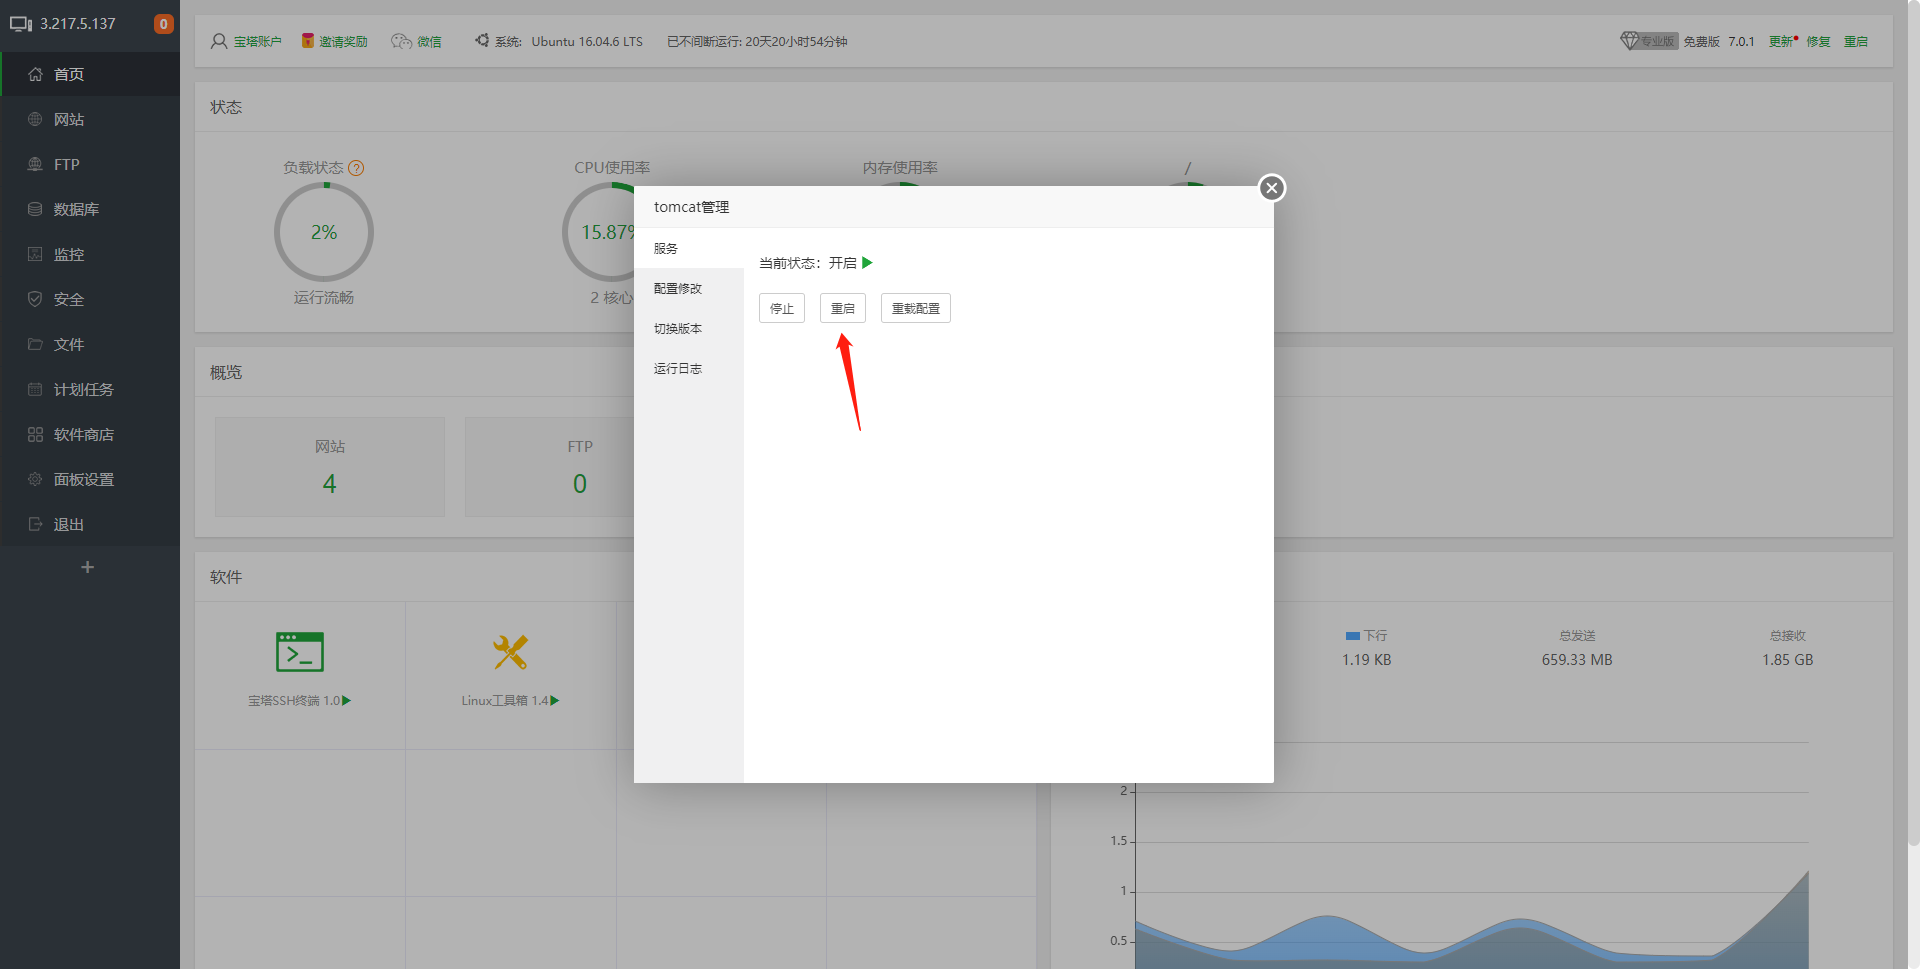 3.217.5.137
0
首页
网站
FTP
数据库
监控
安全
文件
计划任务
软件商店
面板设置
退出
+
宝塔账户 邀请奖励 微信 系统: Ubuntu 16.04.6 LTS 已不间断运行: 20天20小时54分钟
专业版 免费版 7.0.1 更新 修复 重启
状态
负载状态 ?
2%
运行流畅
CPU使用率
15.87%
2 核心
内存使用率
/
概览
网站
4
FTP
0
软件
宝塔SSH终端 1.0
Linux工具箱 1.4
tomcat管理
服务
配置修改
切换版本
运行日志
当前状态：开启
停止 重启 重载配置
下行
1.19 KB
总发送
659.33 MB
总接收
1.85 GB
2
1.5
1
0.5